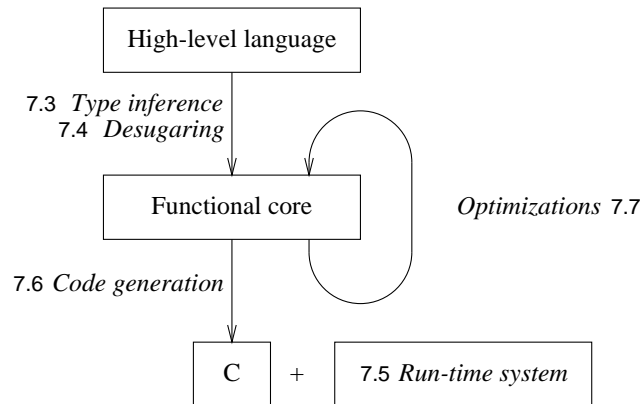 High-level language
7.3 Type inference
7.4 Desugaring
Functional core
Optimizations 7.7
7.6 Code generation
C + 7.5 Run-time system